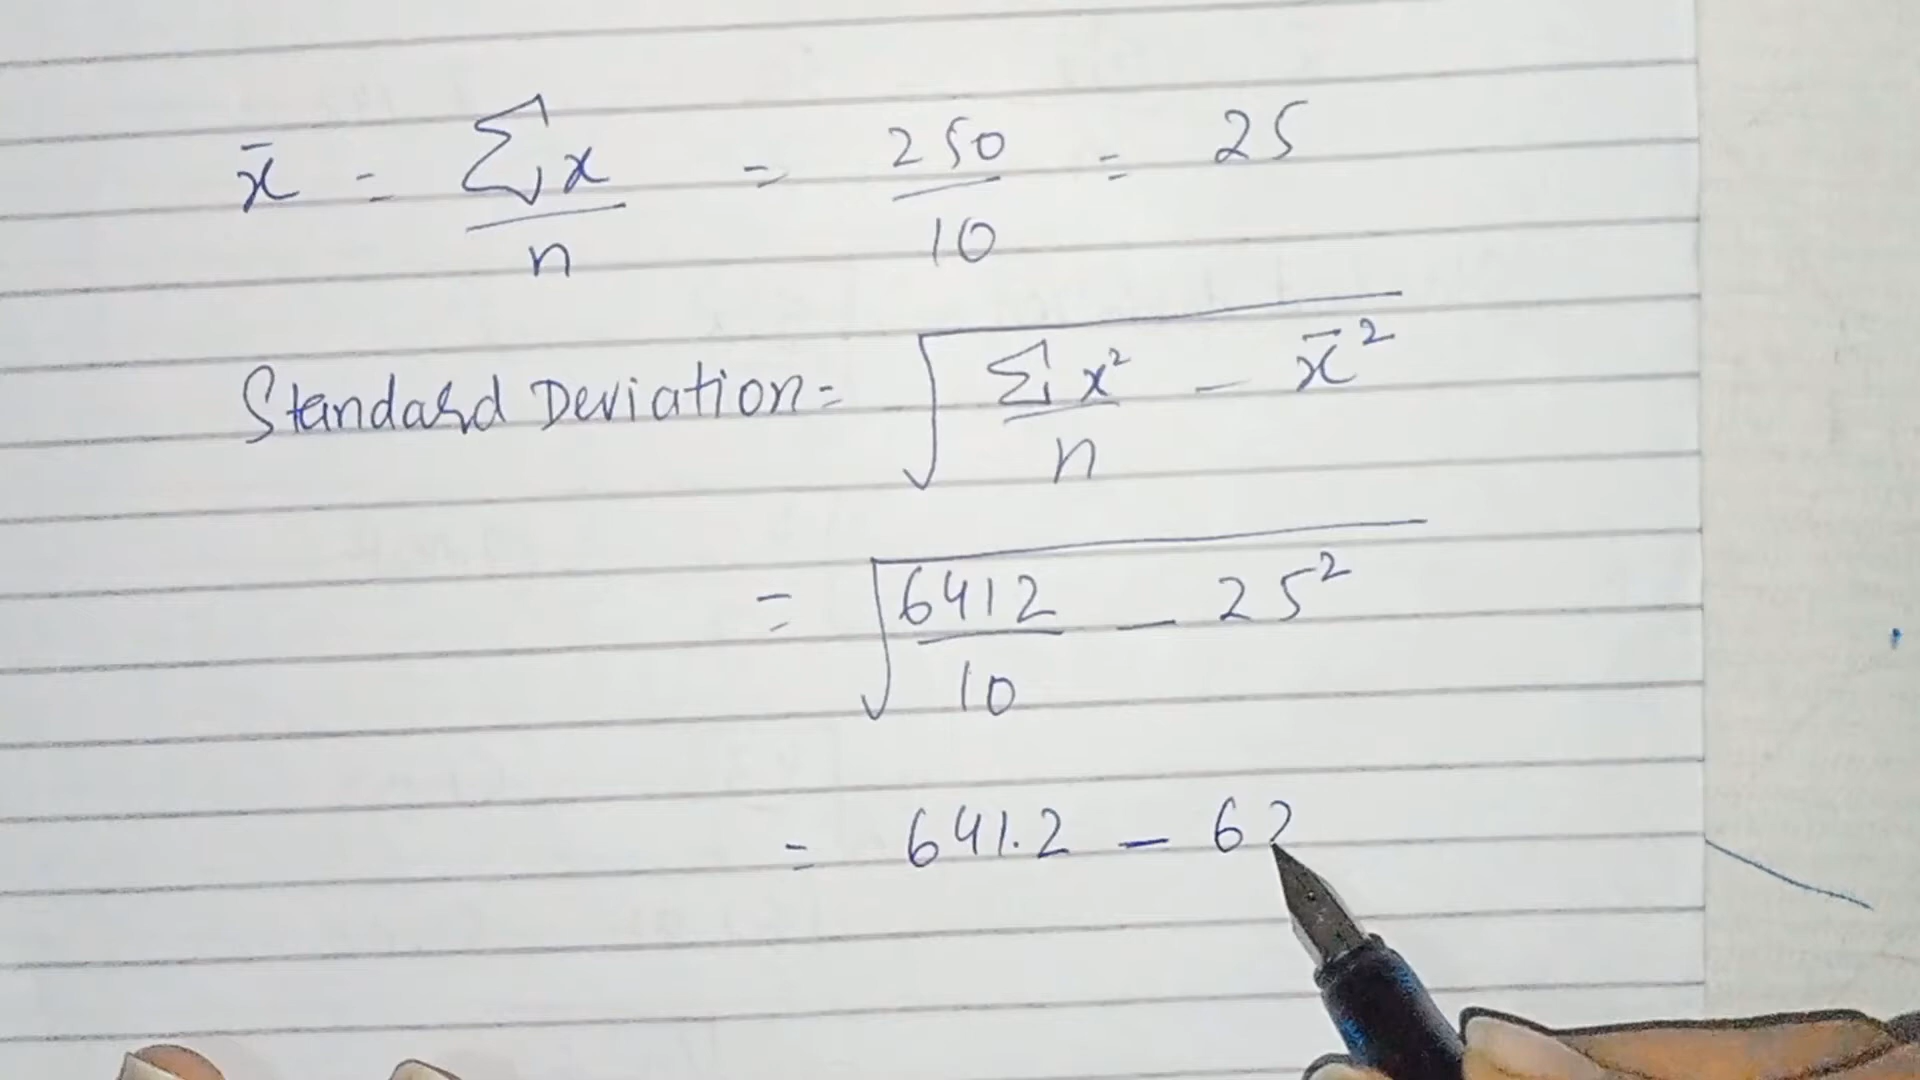 x̄ = Σx/n = 250/10 = 25
Standard Deviation = √(Σx²/n - x̄²)
= √(6412/10 - 25²)
= 641.2 - 62